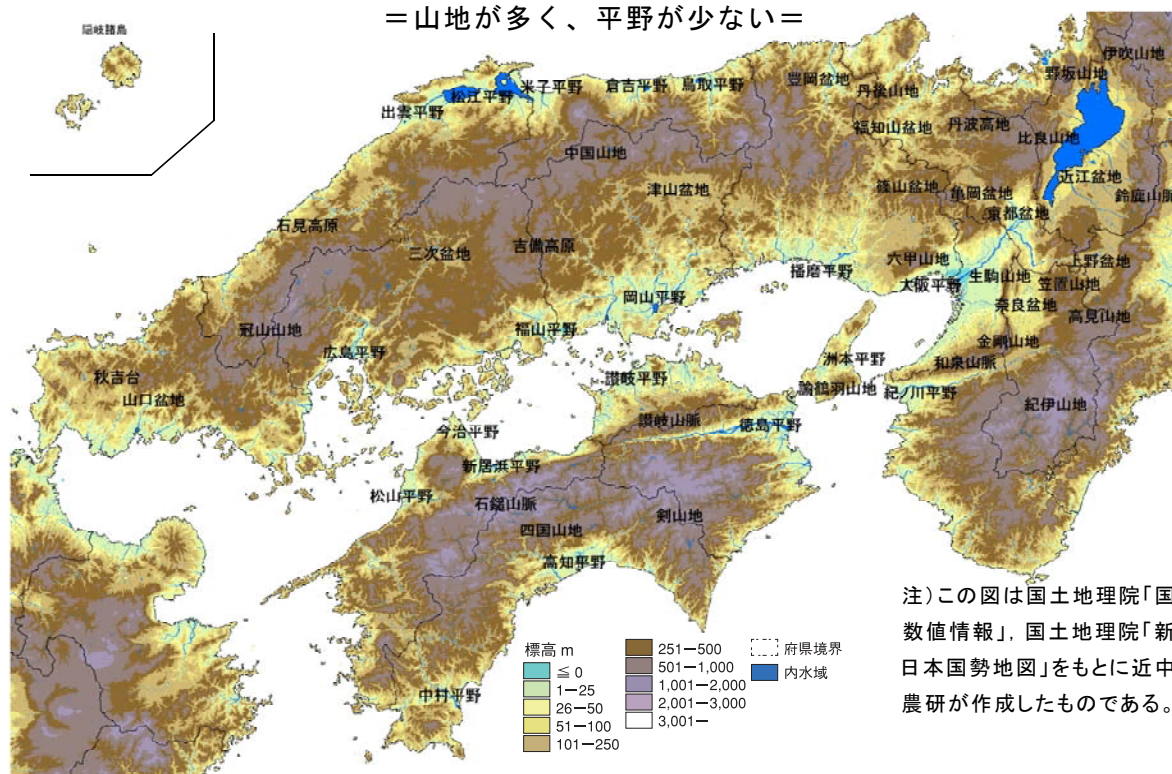 ＝山地が多く、平野が少ない＝
隠岐諸島
伊吹山地
野坂山地
米子平野
倉吉平野
鳥取平野
豊岡盆地
丹後山地
松江平野
出雲平野
福知山盆地
丹波高地
比良山地
中国山地
近江盆地
津山盆地
篠山盆地
亀岡盆地
鈴鹿山脈
京都盆地
石見高原
三次盆地
吉備高原
六甲山地
上野盆地
播磨平野
大阪平野
生駒山地
笠置山地
岡山平野
奈良盆地
高見山地
冠山山地
福山平野
広島平野
金剛山地
洲本平野
和泉山脈
秋吉台
讃岐平野
諭鶴羽山地
紀ノ川平野
山口盆地
紀伊山地
讃岐山脈
徳島平野
今治平野
新居浜平野
松山平野
石鎚山脈
剣山地
四国山地
高知平野
中村平野
標高 m
≦ 0
1－25
26－50
51－100
101－250
251－500
501－1,000
1,001－2,000
2,001－3,000
3,001－
府県境界
内水域
注）この図は国土地理院「国
数値情報」，国土地理院「新
日本国勢地図」をもとに近中
農研が作成したものである。